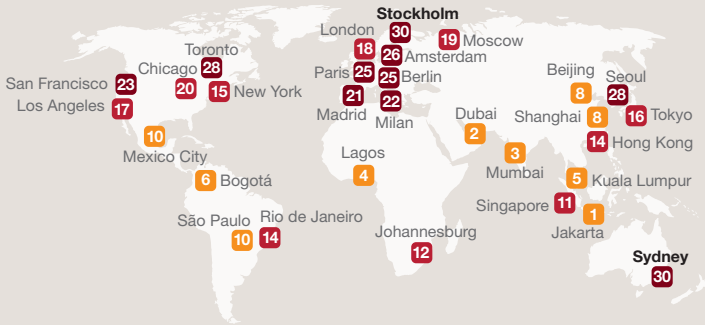 Stockholm
30
London
18
Moscow
19
Amsterdam
26
Toronto
28
Chicago
20
Paris
25
Berlin
25
San Francisco
23
New York
15
Los Angeles
17
Madrid
21
Milan
22
Beijing
8
Seoul
28
Dubai
2
Shanghai
8
Tokyo
16
Mexico City
10
Hong Kong
14
Mumbai
3
Lagos
4
Bogotá
6
Kuala Lumpur
5
Singapore
11
Jakarta
1
São Paulo
10
Rio de Janeiro
14
Johannesburg
12
Sydney
30